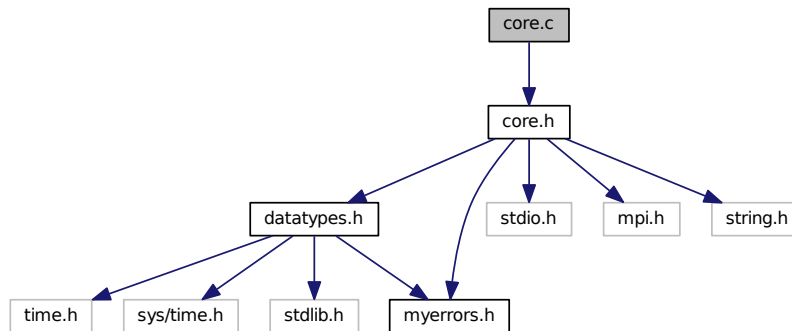 core.c
core.h
datatypes.h
stdio.h
mpi.h
string.h
time.h
sys/time.h
stdlib.h
myerrors.h